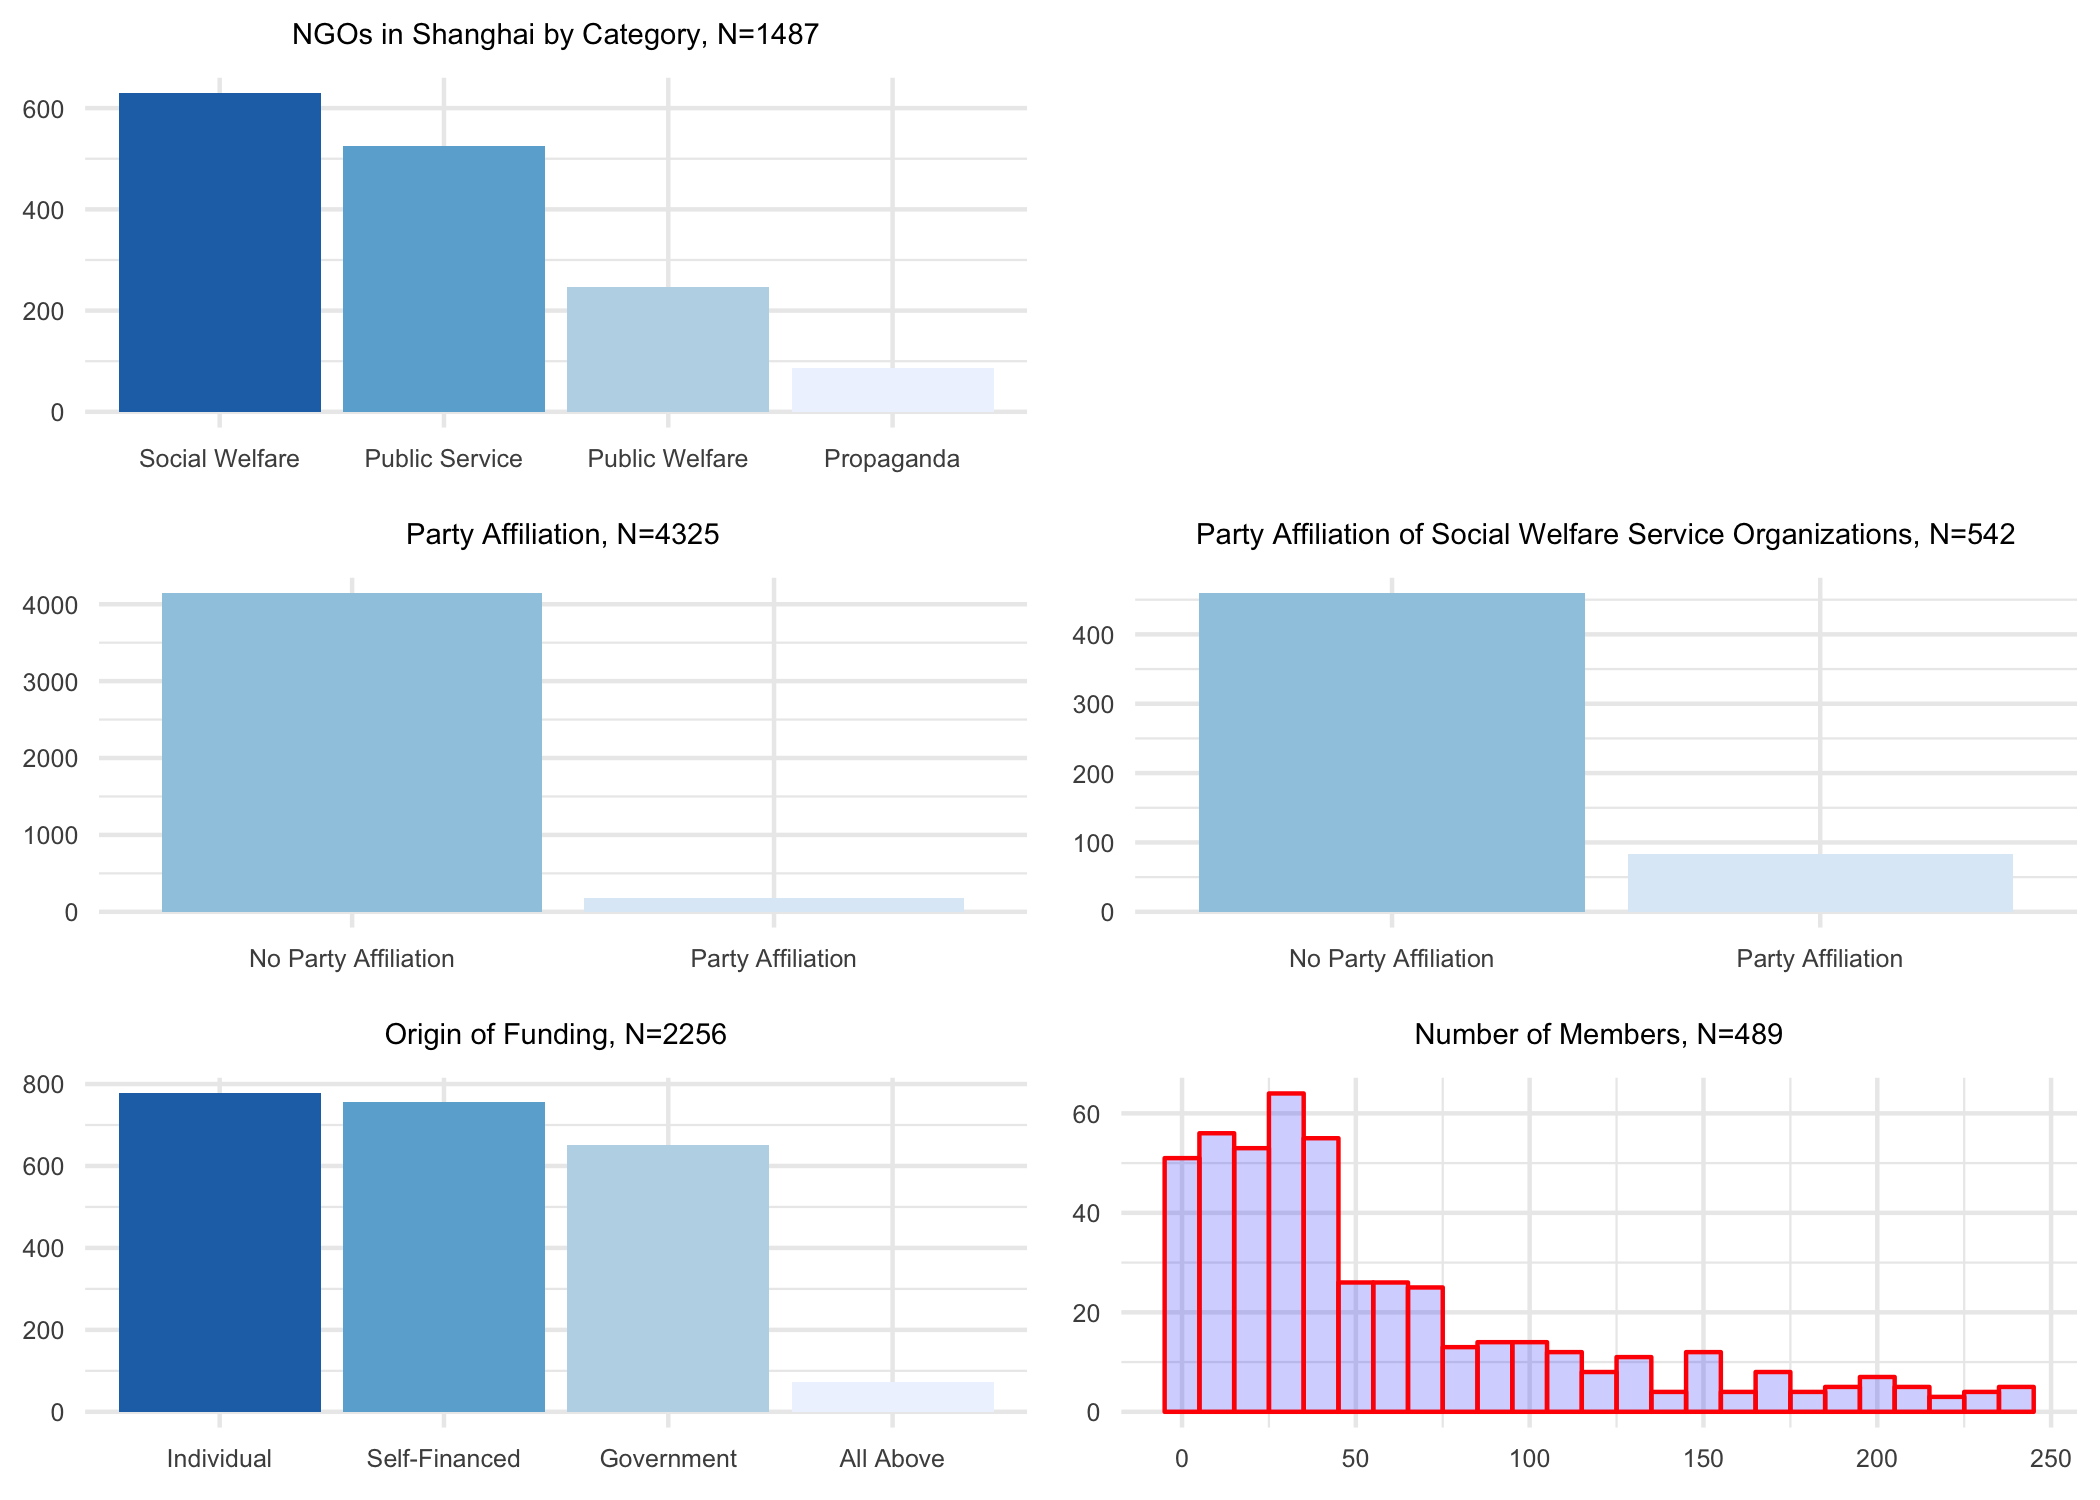 NGOs in Shanghai by Category, N=1487
600
400
200
0
Social Welfare
Public Service
Public Welfare
Propaganda
Party Affiliation, N=4325
4000
3000
2000
1000
0
No Party Affiliation
Party Affiliation
Party Affiliation of Social Welfare Service Organizations, N=542
400
300
200
100
0
No Party Affiliation
Party Affiliation
Origin of Funding, N=2256
800
600
400
200
0
Individual
Self-Financed
Government
All Above
Number of Members, N=489
60
40
20
0
0
50
100
150
200
250